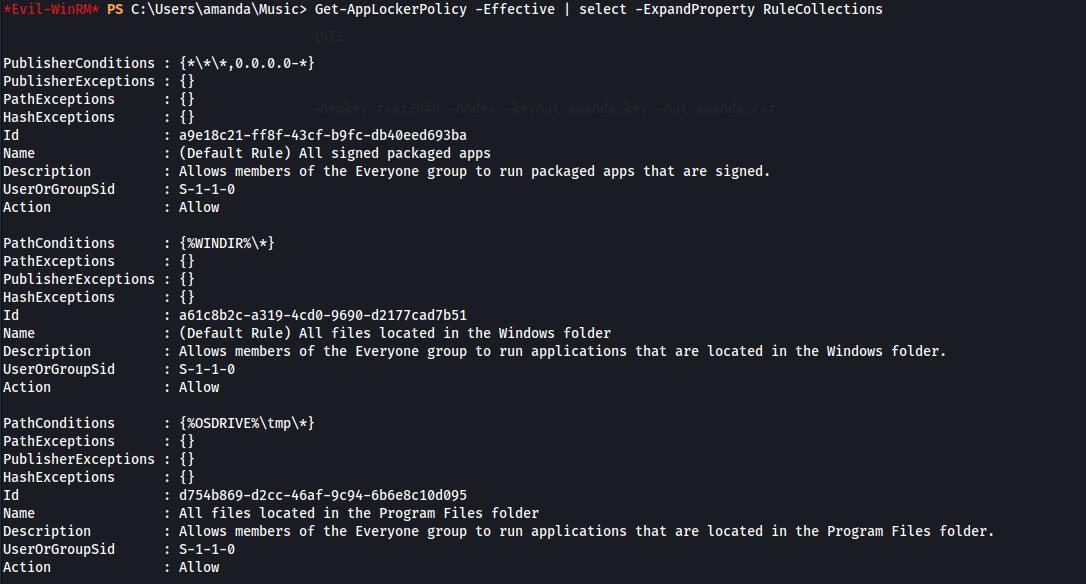 *Evil-WinRM* PS C:\Users\amanda\Music> Get-AppLockerPolicy -Effective | select -ExpandProperty RuleCollections
1972
PublisherConditions : {*\*\*,0.0.0.0-*}
PublisherExceptions : {}
PathExceptions : {}
-newkey rsa:2048 -nodes -keyout amanda.key -out amanda.csr
HashExceptions : {}
Id : a9e18c21-ff8f-43cf-b9fc-db40eed693ba
Name : (Default Rule) All signed packaged apps
Description : Allows members of the Everyone group to run packaged apps that are signed.
UserOrGroupSid : S-1-1-0
Action : Allow
PathConditions : {%WINDIR%\*}
PathExceptions : {}
PublisherExceptions : {}
HashExceptions : {}
Id : a61c8b2c-a319-4cd0-9690-d2177cad7b51
Name : (Default Rule) All files located in the Windows folder
Description : Allows members of the Everyone group to run applications that are located in the Windows folder.
UserOrGroupSid : S-1-1-0
Action : Allow
PathConditions : {%OSDRIVE%\tmp\*}
PathExceptions : {}
PublisherExceptions : {}
HashExceptions : {}
Id : d754b869-d2cc-46af-9c94-6b6e8c10d095
Name : All files located in the Program Files folder
Description : Allows members of the Everyone group to run applications that are located in the Program Files folder.
UserOrGroupSid : S-1-1-0
Action : Allow